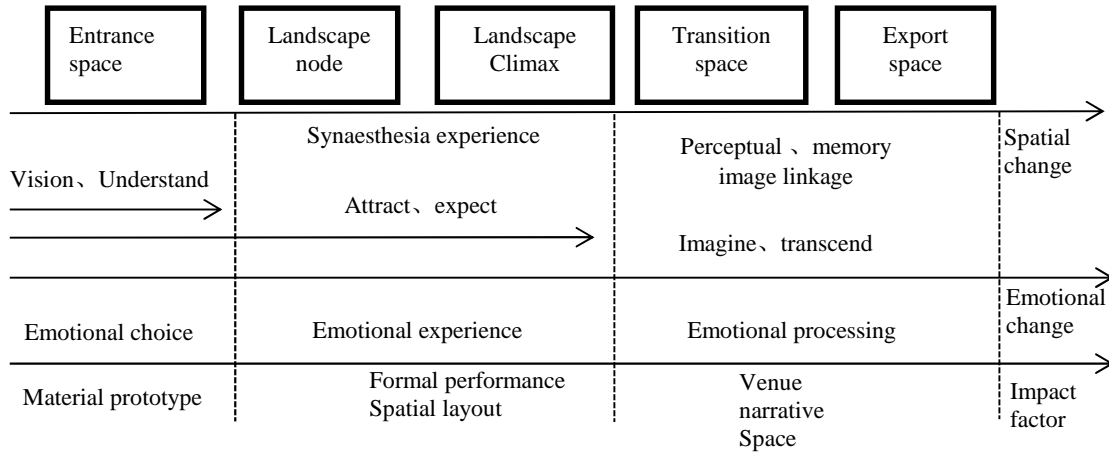 Entrance
space
Landscape
node
Landscape
Climax
Transition
space
Export
space
Synaesthesia experience
Perceptual 、memory
image linkage
Spatial
change
Vision、Understand
Attract、expect
Imagine、transcend
Emotional
change
Emotional choice
Emotional experience
Emotional processing
Material prototype
Formal performance
Spatial layout
Venue
narrative
Space
Impact
factor